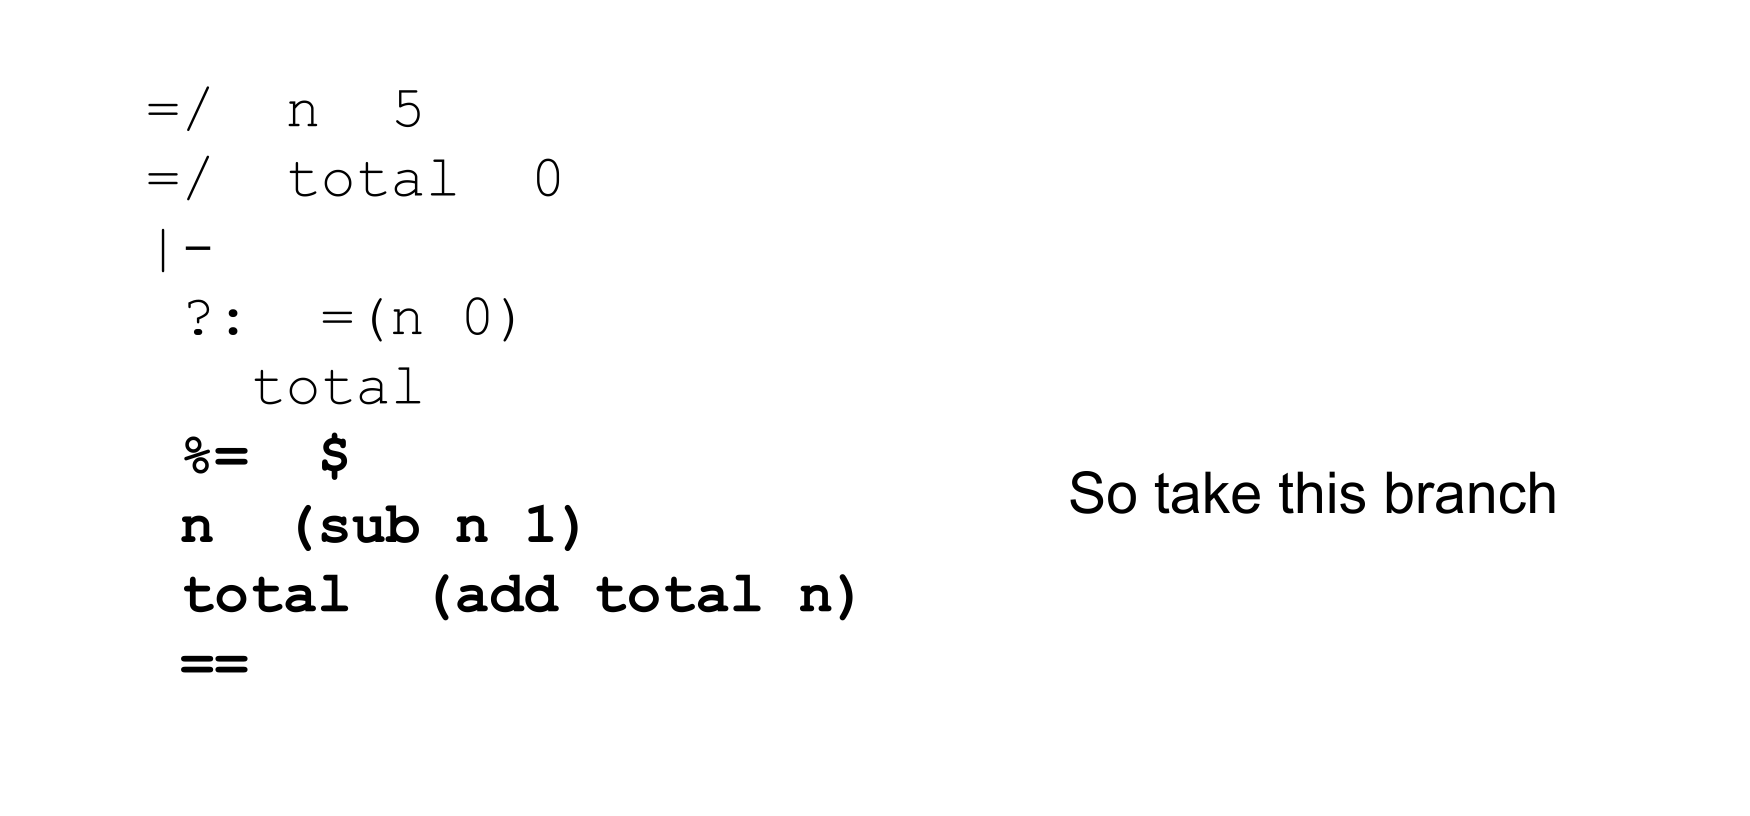 =/  n  5
=/  total  0
|-
 ?:  =(n 0)
   total
 %=  $
 n  (sub n 1)
 total  (add total n)
 ==
So take this branch